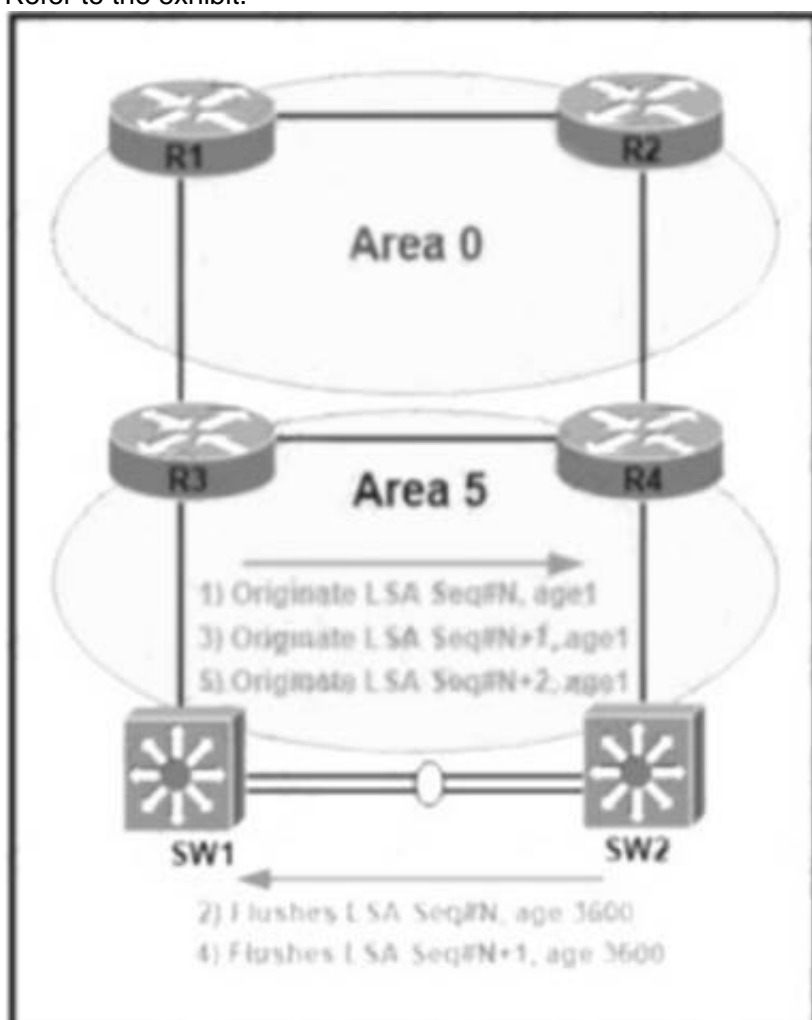 Refer to the exhibit.
R1
R2
Area 0
R3
R4
Area 5
1) Originate LSA Seq#N, age1
3) Originate LSA Seq#N+1, age1
5) Originate LSA Seq#N+2, age1
SW1
SW2
2) Flushes LSA Seq#N, age 3600
4) Flushes LSA Seq#N+1, age 3600